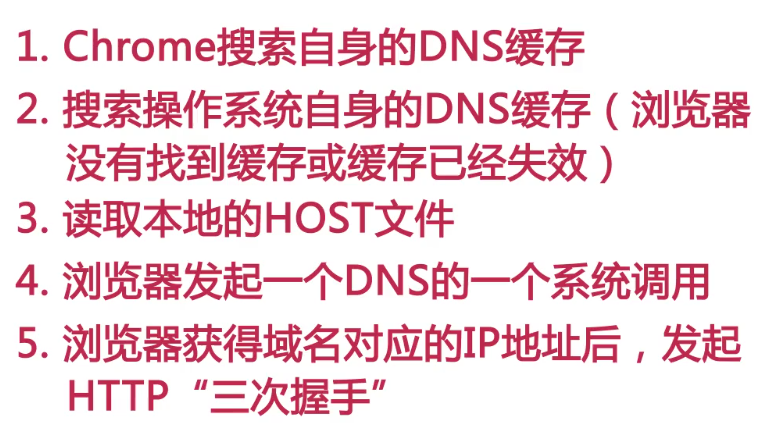 1. Chrome搜索自身的DNS缓存
2. 搜索操作系统自身的DNS缓存（浏览器
没有找到缓存或缓存已经失效）
3. 读取本地的HOST文件
4. 浏览器发起一个DNS的一个系统调用
5. 浏览器获得域名对应的IP地址后，发起
HTTP“三次握手”